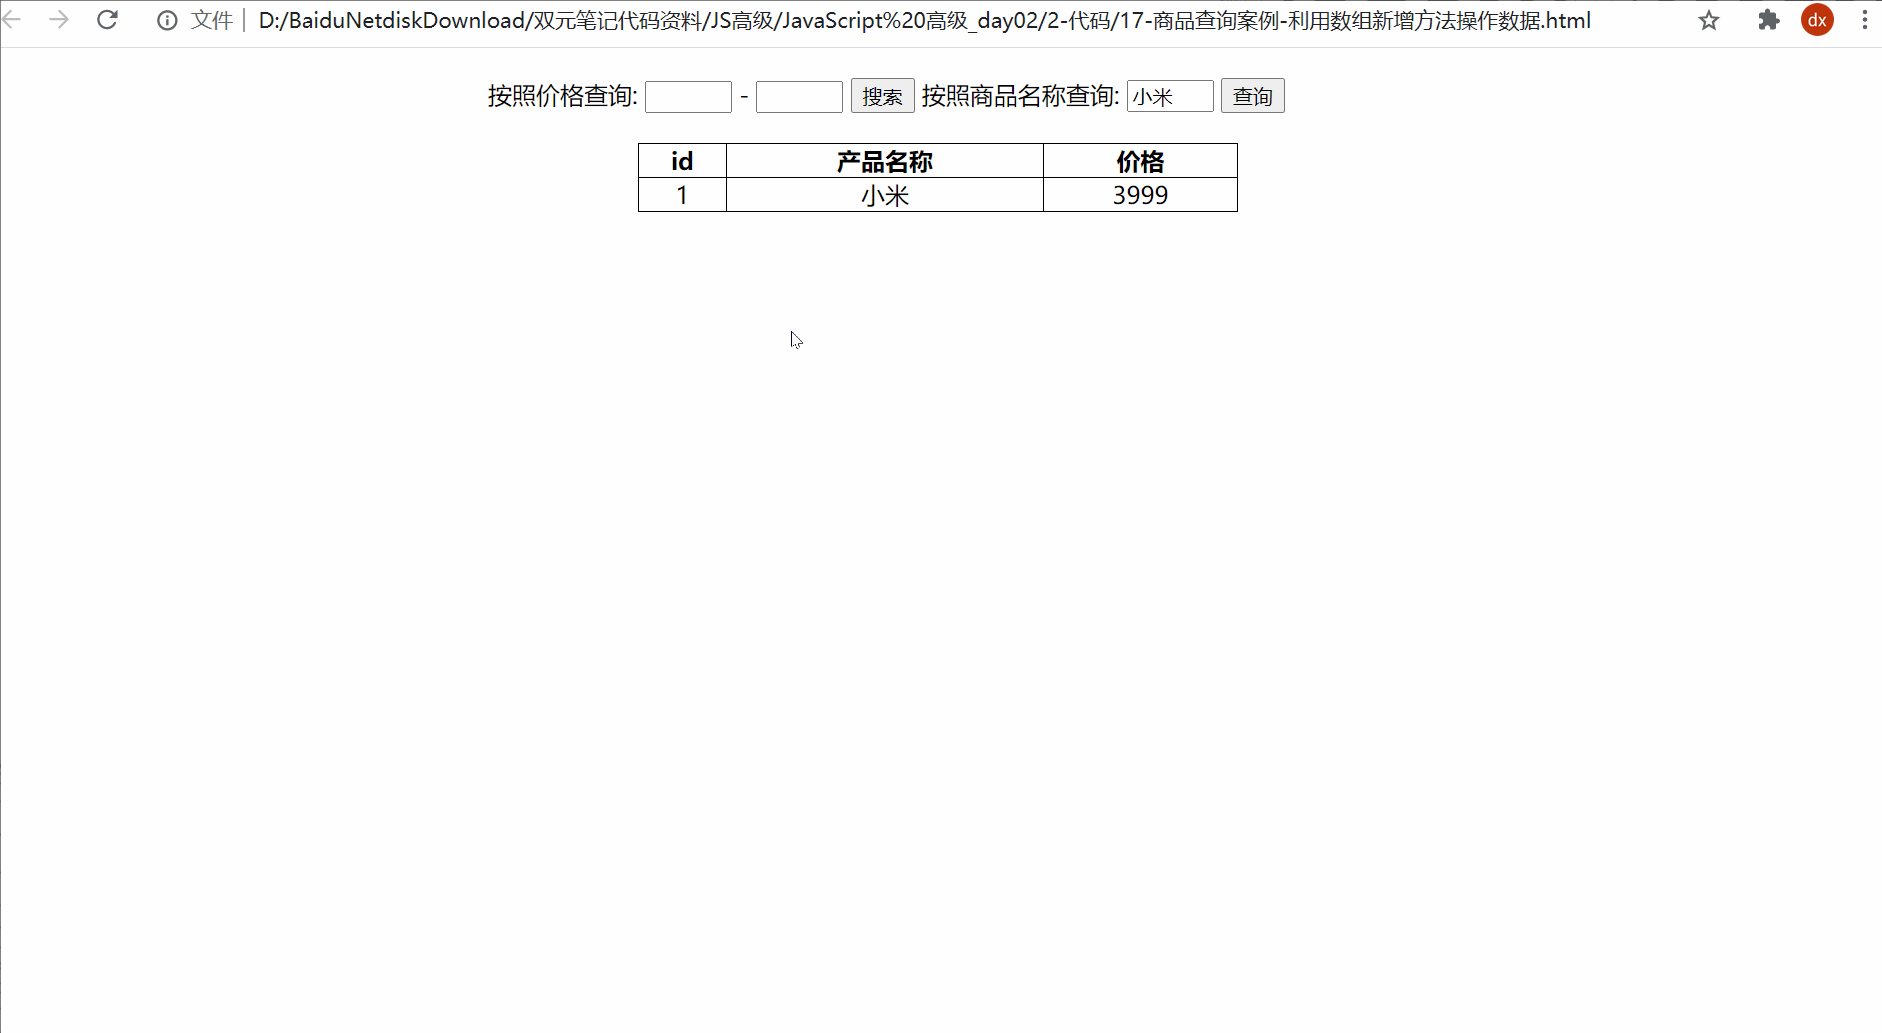 文件 | D:/BaiduNetdiskDownload/双元笔记代码资料/JS高级/JavaScript%20高级_day02/2-代码/17-商品查询案例-利用数组新增方法操作数据.html dx
按照价格查询: - 搜索 按照商品名称查询: 小米 查询
id 产品名称 价格
1 小米 3999